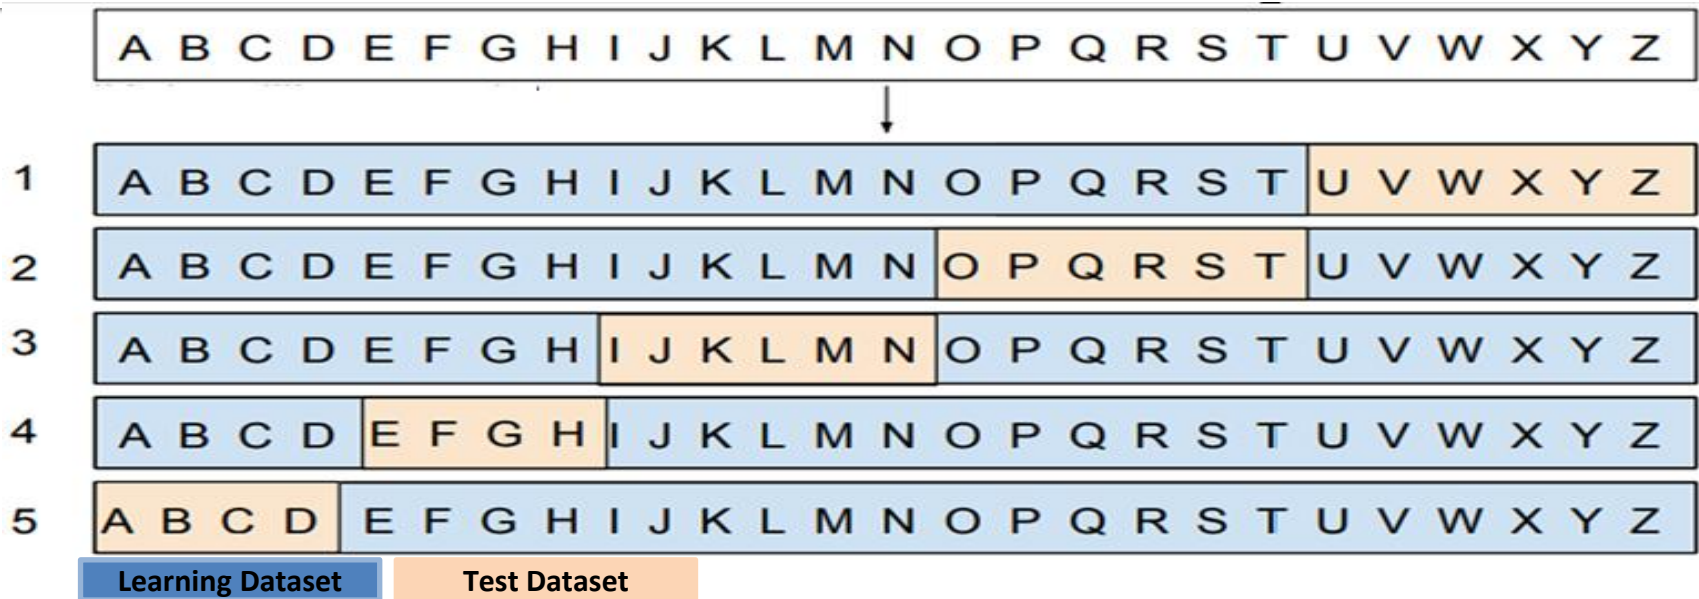 A B C D E F G H I J K L M N O P Q R S T U V W X Y Z
1 A B C D E F G H I J K L M N O P Q R S T U V W X Y Z
2 A B C D E F G H I J K L M N O P Q R S T U V W X Y Z
3 A B C D E F G H I J K L M N O P Q R S T U V W X Y Z
4 A B C D E F G H I J K L M N O P Q R S T U V W X Y Z
5 A B C D E F G H I J K L M N O P Q R S T U V W X Y Z
Learning Dataset Test Dataset